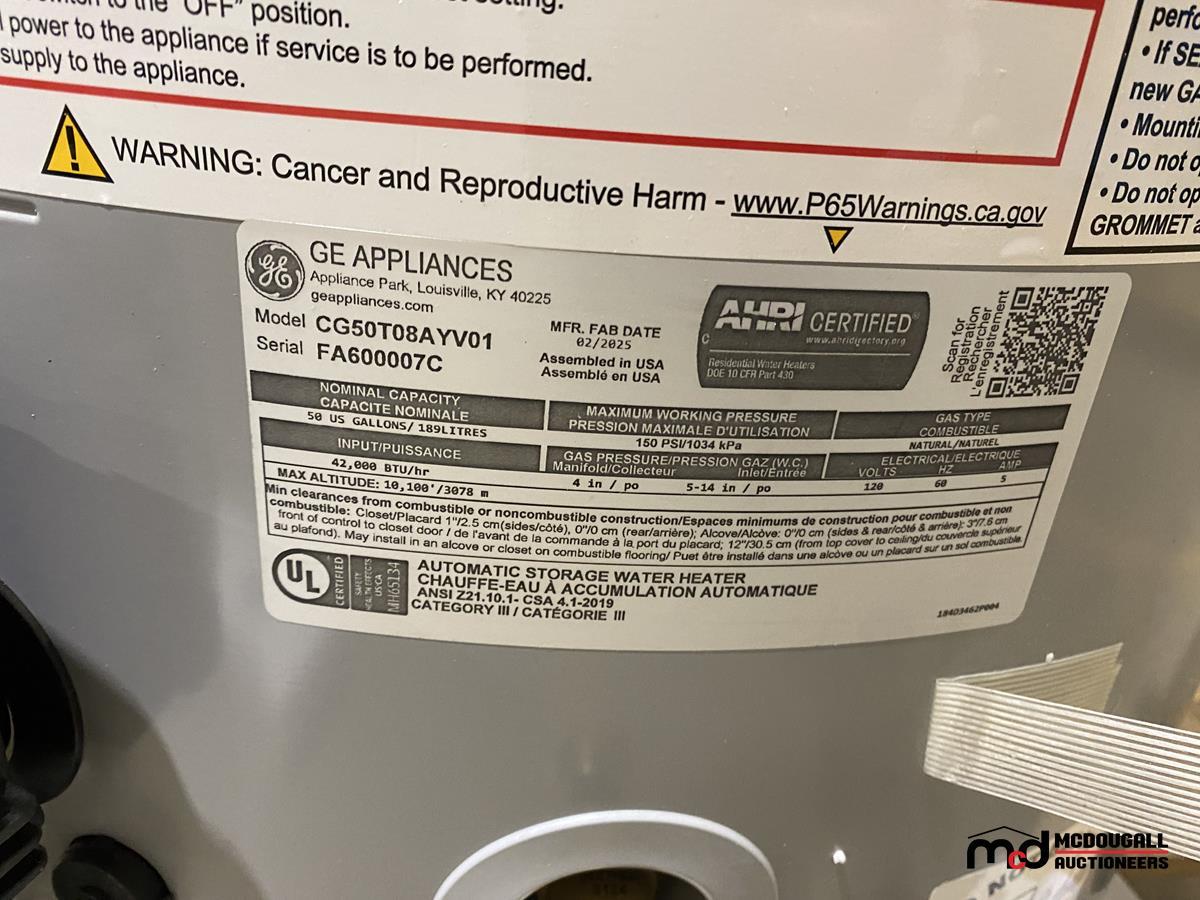 "OFF" position.
power to the appliance if service is to be performed.
supply to the appliance.
WARNING: Cancer and Reproductive Harm - www.P65Warnings.ca.gov
• If SE
new GA
• Mounti
• Do not o
• Do not op
GROMMET a
GE APPLIANCES
Appliance Park, Louisville, KY 40225
geappliances.com
Model CG50T08AYV01
Serial FA600007C
MFR. FAB DATE
02/2025
Assembled in USA
Assemblé en USA
AHRI CERTIFIED®
www.ahridirectory.org
Residential Water Heaters
DOE 10 CFR Part 430
Scan for
Registration
Rechercher
L'enregistrement
NOMINAL CAPACITY
CAPACITE NOMINALE
50 US GALLONS/ 189LITRES
MAXIMUM WORKING PRESSURE
PRESSION MAXIMALE D'UTILISATION
150 PSI/1034 kPa
GAS TYPE
COMBUSTIBLE
NATURAL/NATUREL
INPUT/PUISSANCE
42,000 BTU/hr
GAS PRESSURE/PRESSION GAZ (W.C.)
Manifold/Collecteur Inlet/Entrée
4 in / po 5-14 in / po
ELECTRICAL/ELECTRIQUE
VOLTS HZ AMP
120 60 5
MAX ALTITUDE: 10,100'/3078 m
Min clearances from combustible or noncombustible construction/Espaces minimums de construction pour combustible et non
combustible: Closet/Placard 1"/2.5 cm(sides/côté), 0"/0 cm (rear/arrière); Alcove/Alcôve: 0"/0 cm (sides & rear/côté & arrière); 3"/7.6 cm
front of control to closet door / de l'avant de la commande à la port du placard; 12"/30.5 cm (from top cover to ceiling/du couvercle supérieur
au plafond). May install in an alcove or closet on combustible flooring/ Puet être installé dans une alcôve ou un placard sur un sol combustible.
UL
CERTIFIED
SAFETY
HEALTH EFFECTS
US CA
MH65134
AUTOMATIC STORAGE WATER HEATER
CHAUFFE-EAU À ACCUMULATION AUTOMATIQUE
ANSI Z21.10.1- CSA 4.1-2019
CATEGORY III / CATÉGORIE III
184D3462P004
mcd MCDOUGALL
AUCTIONEERS